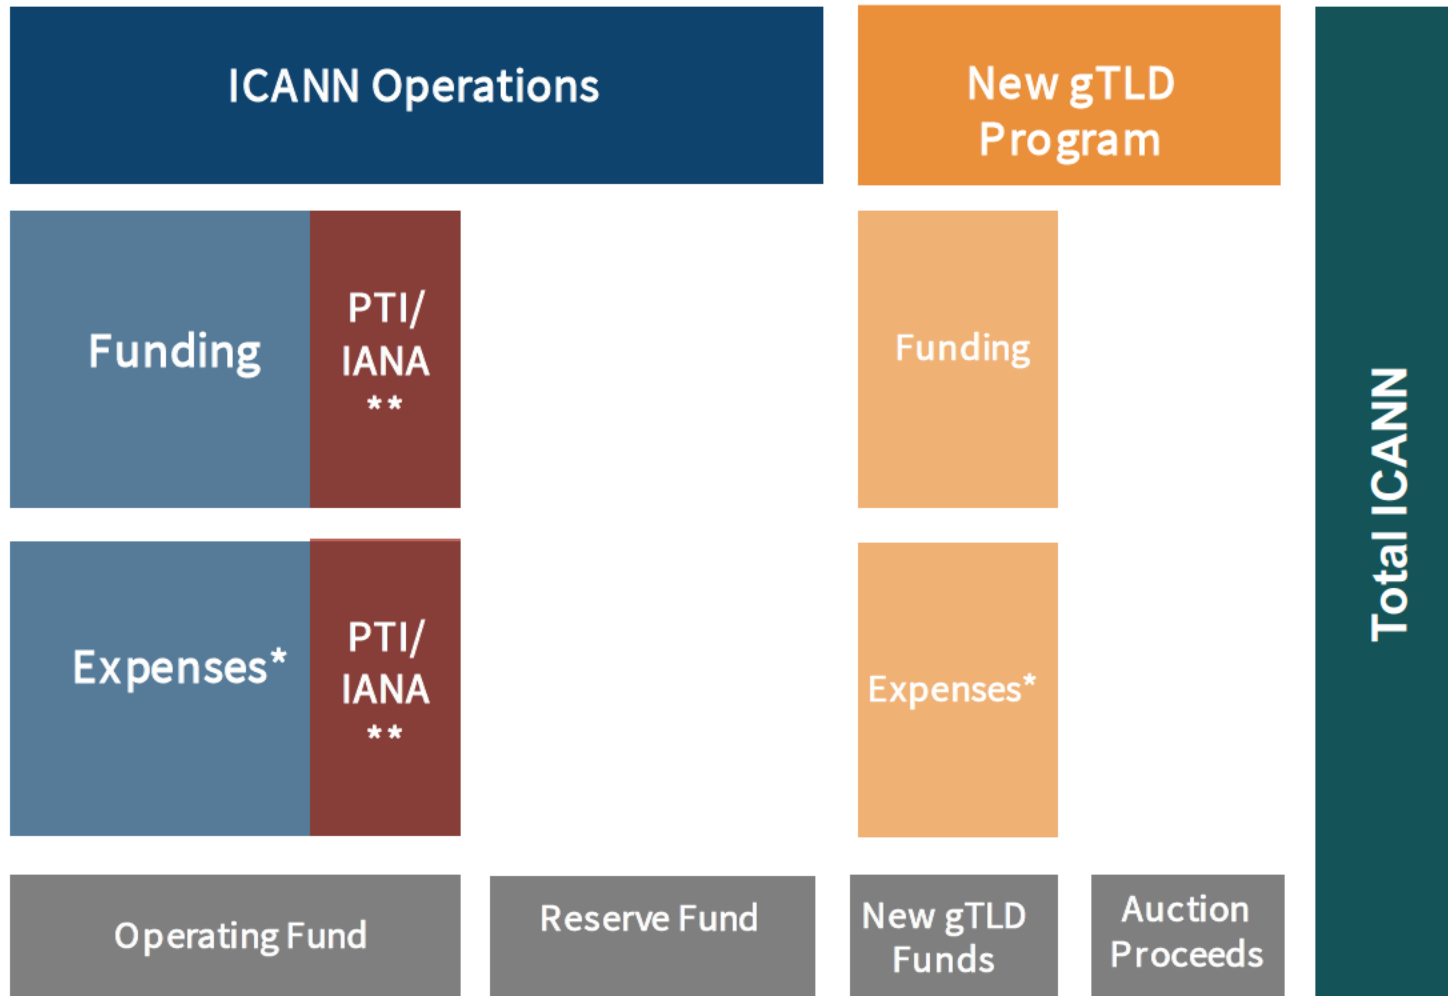 ICANN Operations
New gTLD
Program
Funding
PTI/
IANA
**
Funding
Expenses*
PTI/
IANA
**
Expenses*
Operating Fund
Reserve Fund
New gTLD
Funds
Auction
Proceeds
Total ICANN